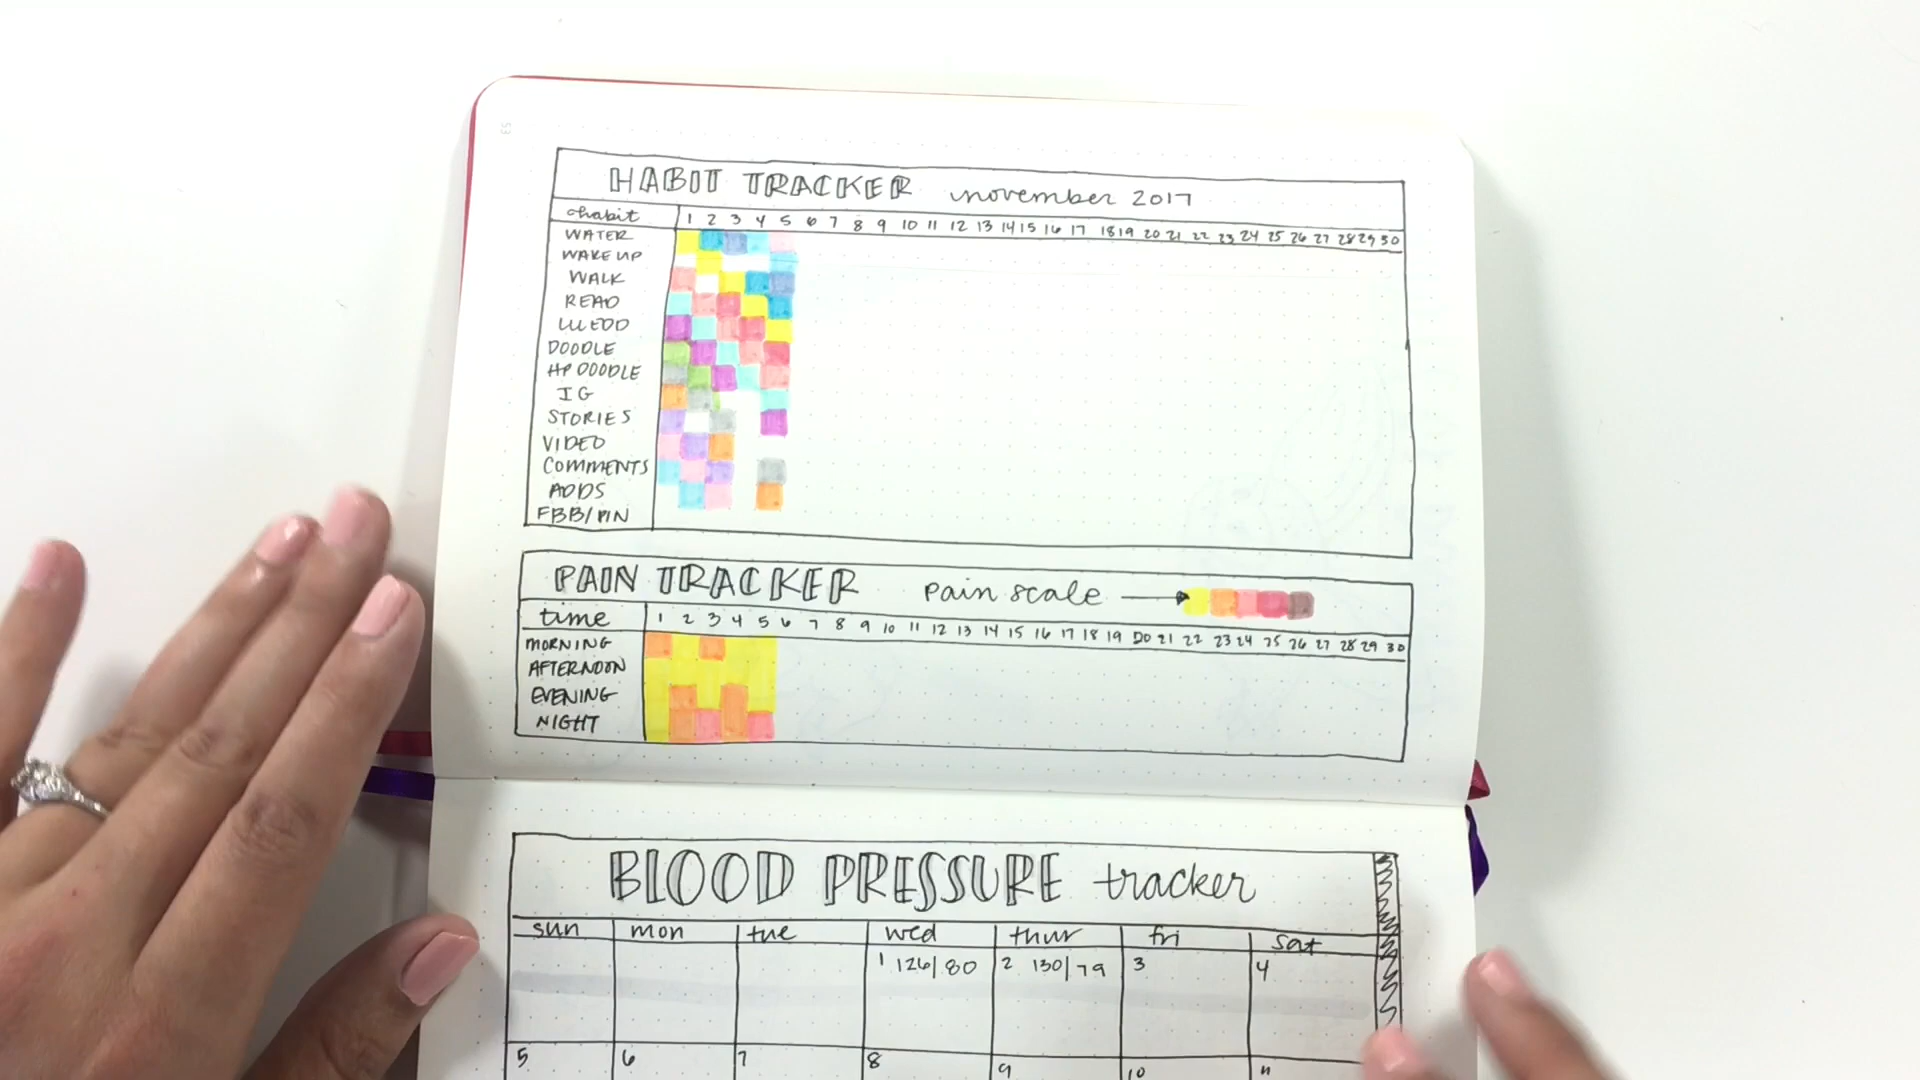 53
HABIT TRACKER november 2017
habit 1 2 3 4 5 6 7 8 9 10 11 12 13 14 15 16 17 18 19 20 21 22 23 24 25 26 27 28 29 30
WATER
WAKE UP
WALK
READ
DOODLE
HP DOODLE
IG
STORIES
VIDEO
COMMENTS
ADDS
FBB/PIN
PAIN TRACKER pain scale
time 1 2 3 4 5 6 7 8 9 10 11 12 13 14 15 16 17 18 19 20 21 22 23 24 25 26 27 28 29 30
MORNING
AFTERNOON
EVENING
NIGHT
BLOOD PRESSURE tracker
sun mon tue wed thur fri sat
1 126/80 2 130/79 3 4
5 6 7 8 9 10 11